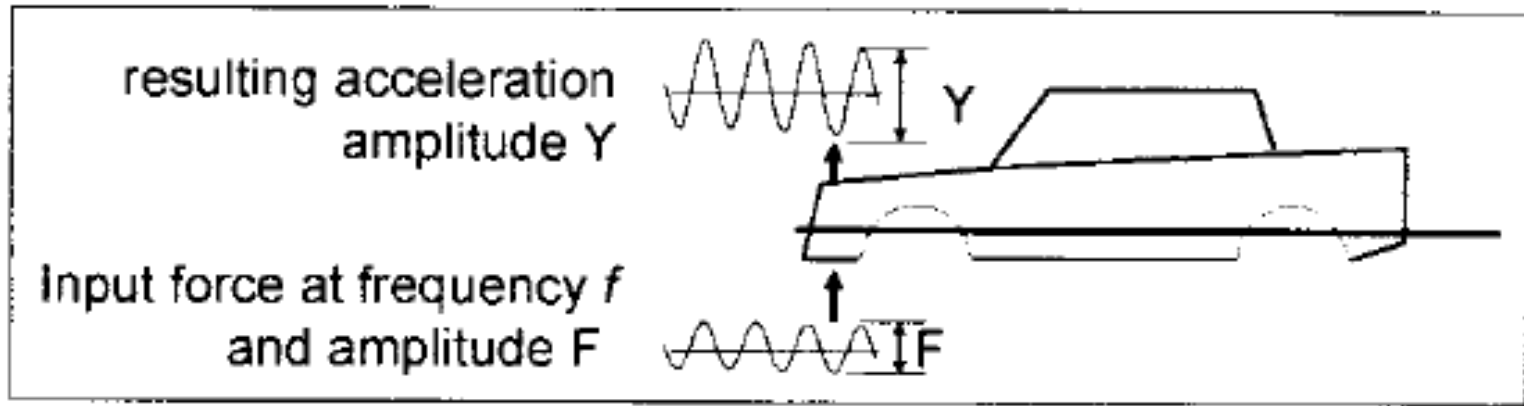 resulting acceleration
amplitude Y
Y
Input force at frequency f
and amplitude F
F